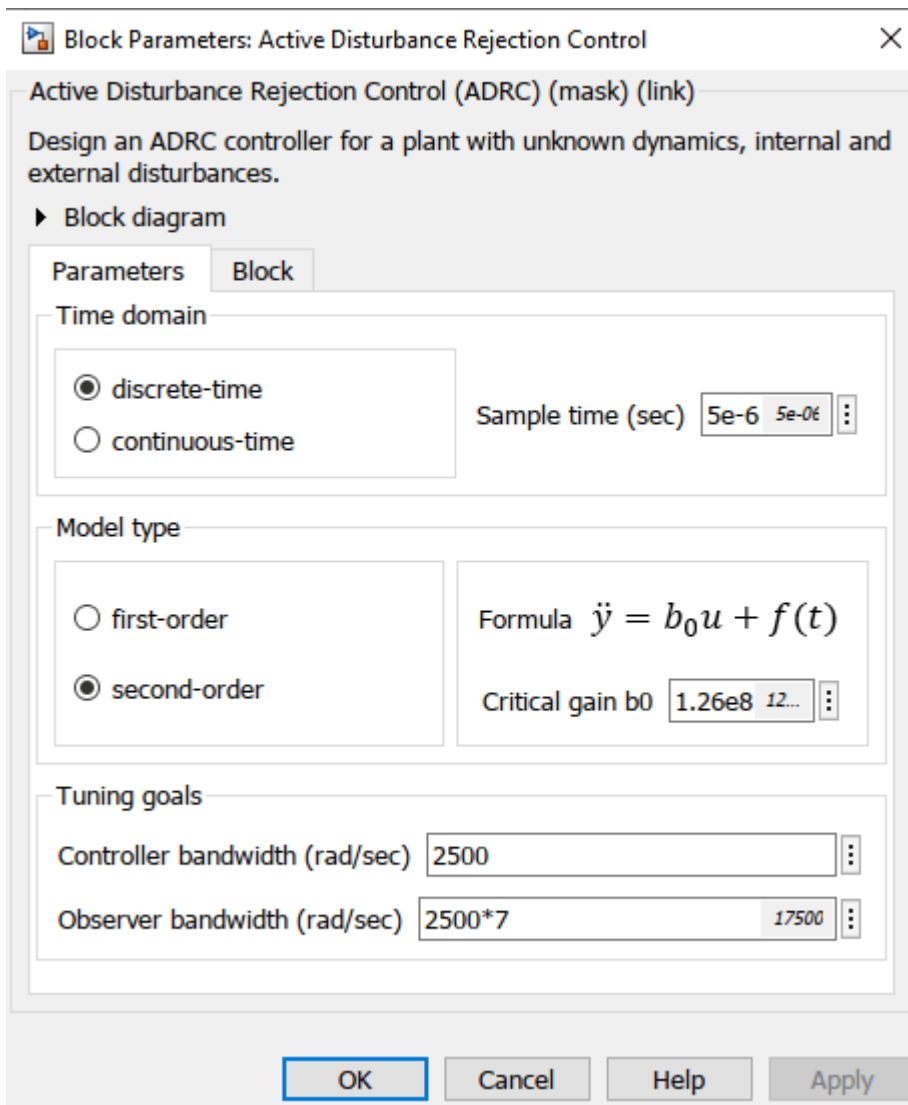 Block Parameters: Active Disturbance Rejection Control
Active Disturbance Rejection Control (ADRC) (mask) (link)
Design an ADRC controller for a plant with unknown dynamics, internal and
external disturbances.
Block diagram
Parameters Block
Time domain
discrete-time
continuous-time
Sample time (sec) 5e-6 5e-06
Model type
first-order
second-order
Formula ÿ = b₀u + f(t)
Critical gain b0 1.26e8 12...
Tuning goals
Controller bandwidth (rad/sec) 2500
Observer bandwidth (rad/sec) 2500*7 17500
OK Cancel Help Apply